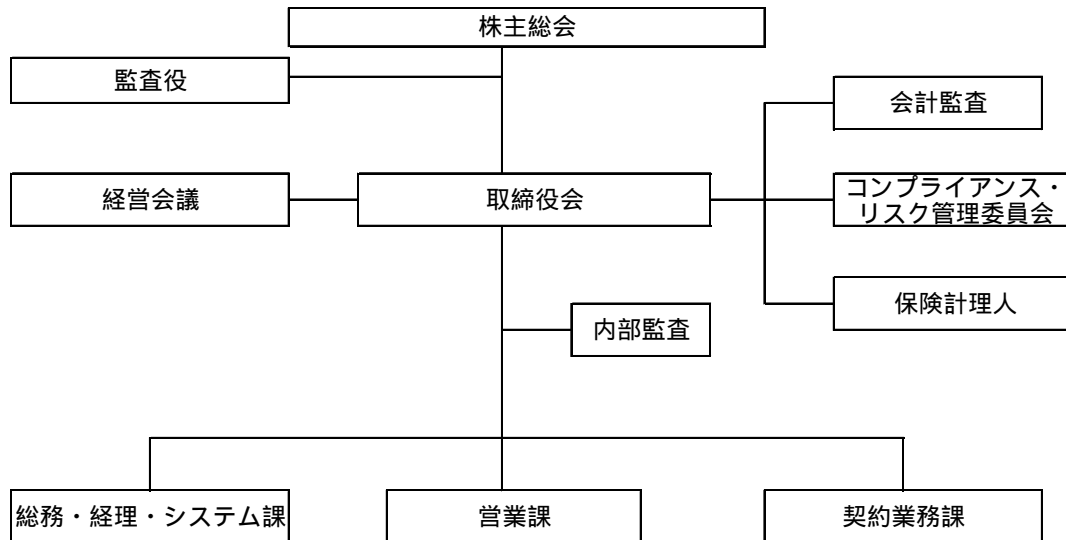 株主総会
監査役
会計監査
経営会議
取締役会
コンプライアンス・
リスク管理委員会
保険計理人
内部監査
総務・経理・システム課
営業課
契約業務課